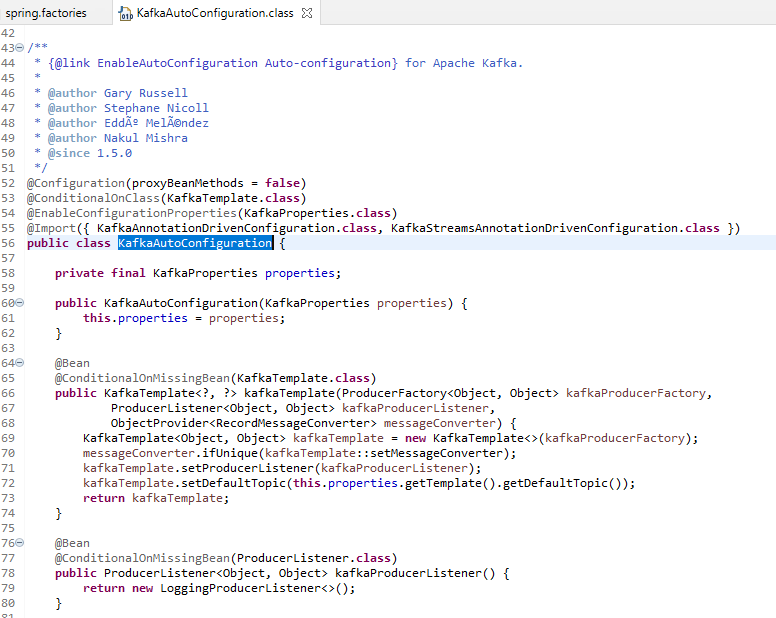 spring.factories
KafkaAutoConfiguration.class
42
43 /**
44  * {@link EnableAutoConfiguration Auto-configuration} for Apache Kafka.
45  *
46  * @author Gary Russell
47  * @author Stephane Nicoll
48  * @author EddÃº MelÃ©ndez
49  * @author Nakul Mishra
50  * @since 1.5.0
51  */
52 @Configuration(proxyBeanMethods = false)
53 @ConditionalOnClass(KafkaTemplate.class)
54 @EnableConfigurationProperties(KafkaProperties.class)
55 @Import({ KafkaAnnotationDrivenConfiguration.class, KafkaStreamsAnnotationDrivenConfiguration.class })
56 public class KafkaAutoConfiguration {
57
58     private final KafkaProperties properties;
59
60     public KafkaAutoConfiguration(KafkaProperties properties) {
61         this.properties = properties;
62     }
63
64     @Bean
65     @ConditionalOnMissingBean(KafkaTemplate.class)
66     public KafkaTemplate<?, ?> kafkaTemplate(ProducerFactory<Object, Object> kafkaProducerFactory,
67             ProducerListener<Object, Object> kafkaProducerListener,
68             ObjectProvider<RecordMessageConverter> messageConverter) {
69         KafkaTemplate<Object, Object> kafkaTemplate = new KafkaTemplate<>(kafkaProducerFactory);
70         messageConverter.ifUnique(kafkaTemplate::setMessageConverter);
71         kafkaTemplate.setProducerListener(kafkaProducerListener);
72         kafkaTemplate.setDefaultTopic(this.properties.getTemplate().getDefaultTopic());
73         return kafkaTemplate;
74     }
75
76     @Bean
77     @ConditionalOnMissingBean(ProducerListener.class)
78     public ProducerListener<Object, Object> kafkaProducerListener() {
79         return new LoggingProducerListener<>();
80     }
81